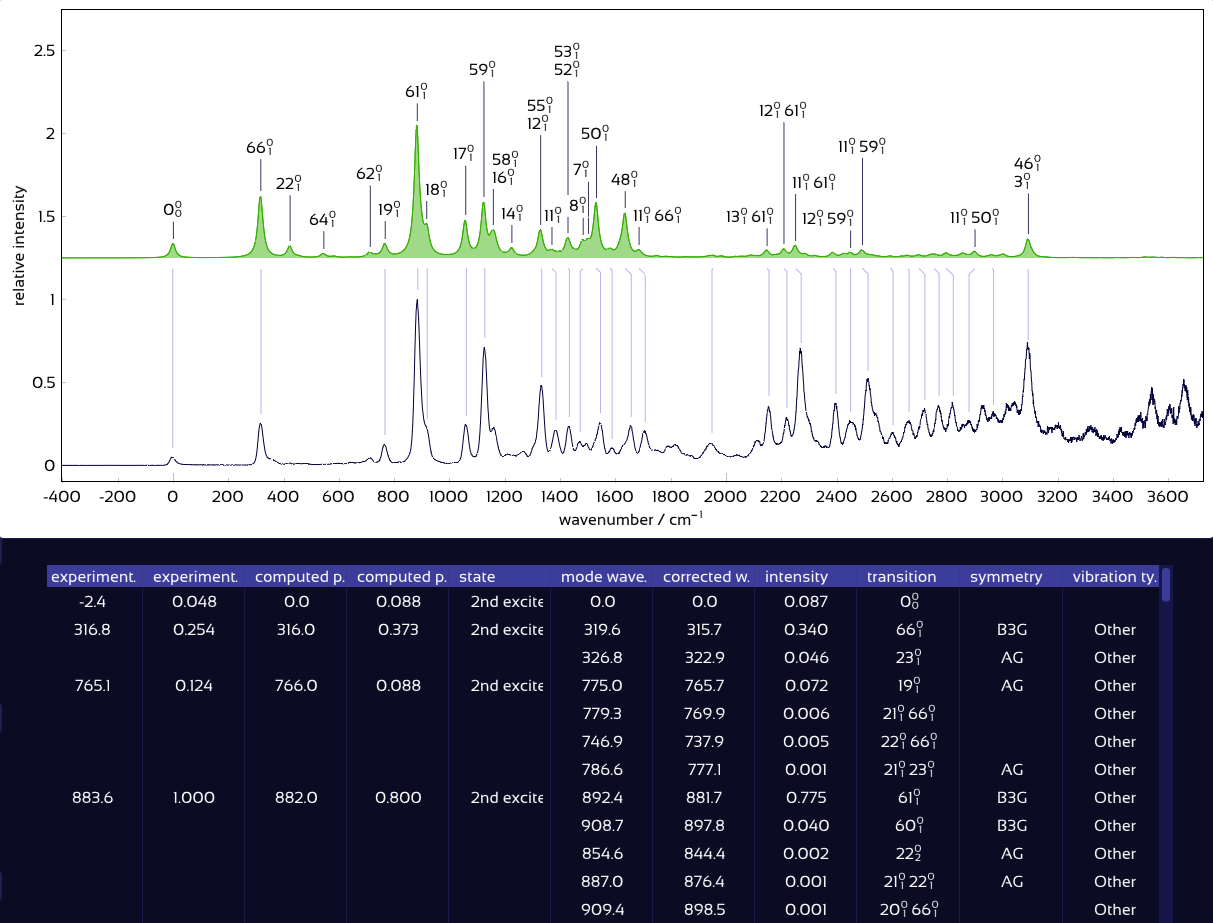 53⁰₁
52⁰₁
2.5
59⁰₁
61⁰₁
55⁰₁
12⁰₁ 61⁰₁
12⁰₁
2
50⁰₁
66⁰₁
17⁰₁
58⁰₁
11⁰₁ 59⁰₁
7⁰₁
46⁰₁
62⁰₁
16⁰₁
48⁰₁
3⁰₁
22⁰₁
18⁰₁
11⁰₁ 61⁰₁
0⁰₀
64⁰₁
19⁰₁
14⁰₁
11⁰₁
8⁰₁
11⁰₁ 66⁰₁
13⁰₁ 61⁰₁
12⁰₁ 59⁰₁
11⁰₁ 50⁰₁
1.5
relative intensity
1
0.5
0
-400 -200 0 200 400 600 800 1000 1200 1400 1600 1800 2000 2200 2400 2600 2800 3000 3200 3400 3600
wavenumber / cm⁻¹
experiment. experiment. computed p. computed p. state mode wave. corrected w. intensity transition symmetry vibration ty.
-2.4 0.048 0.0 0.088 2nd excite 0.0 0.0 0.087 0⁰₀
316.8 0.254 316.0 0.373 2nd excite 319.6 315.7 0.340 66⁰₁ B3G Other
326.8 322.9 0.046 23⁰₁ AG Other
765.1 0.124 766.0 0.088 2nd excite 775.0 765.7 0.072 19⁰₁ AG Other
779.3 769.9 0.006 21⁰₁ 66⁰₁ Other
746.9 737.9 0.005 22⁰₁ 66⁰₁ Other
786.6 777.1 0.001 21⁰₁ 23⁰₁ AG Other
883.6 1.000 882.0 0.800 2nd excite 892.4 881.7 0.775 61⁰₁ B3G Other
908.7 897.8 0.040 60⁰₁ B3G Other
854.6 844.4 0.002 22⁰₂ AG Other
887.0 876.4 0.001 21⁰₁ 22⁰₁ AG Other
909.4 898.5 0.001 20⁰₁ 66⁰₁ Other